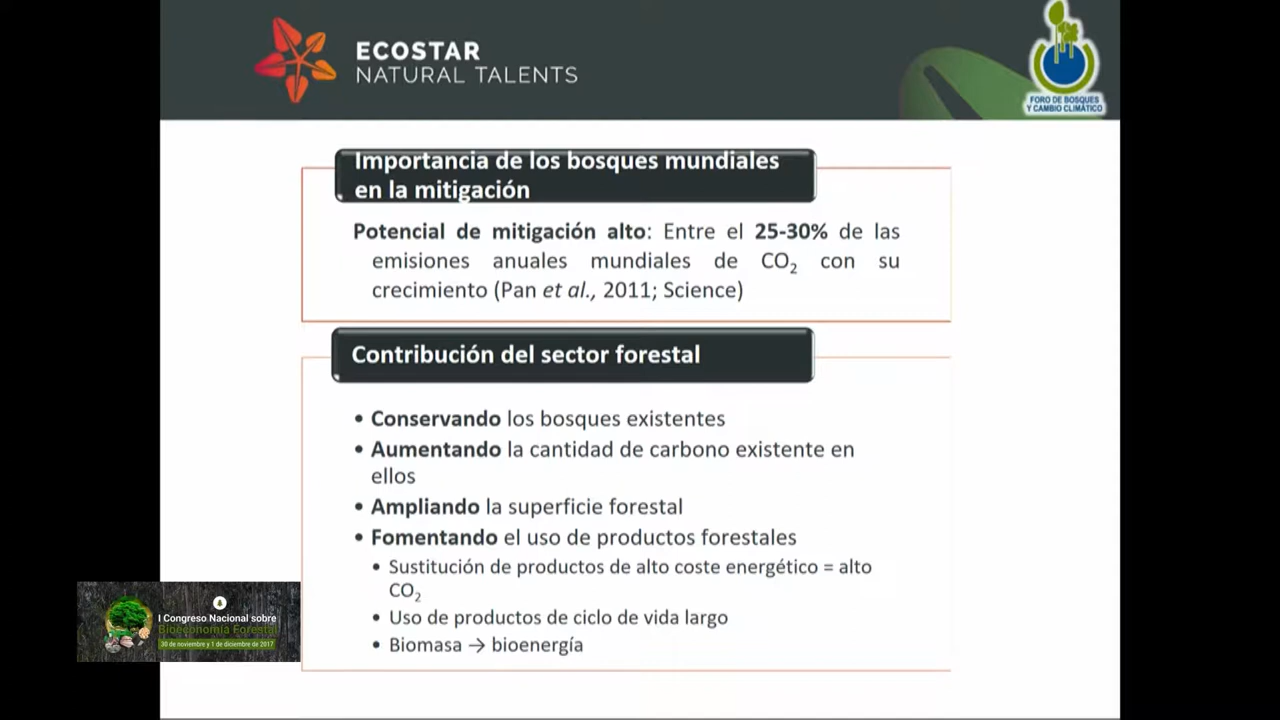 ECOSTAR
NATURAL TALENTS
FORO DE BOSQUES
Y CAMBIO CLIMÁTICO
Importancia de los bosques mundiales
en la mitigación
Potencial de mitigación alto: Entre el 25-30% de las
emisiones anuales mundiales de CO₂ con su
crecimiento (Pan et al., 2011; Science)
Contribución del sector forestal
• Conservando los bosques existentes
• Aumentando la cantidad de carbono existente en
ellos
• Ampliando la superficie forestal
• Fomentando el uso de productos forestales
• Sustitución de productos de alto coste energético = alto
CO₂
• Uso de productos de ciclo de vida largo
• Biomasa → bioenergía
I Congreso Nacional sobre
Bioeconomía Forestal
30 de noviembre y 1 de diciembre de 2017